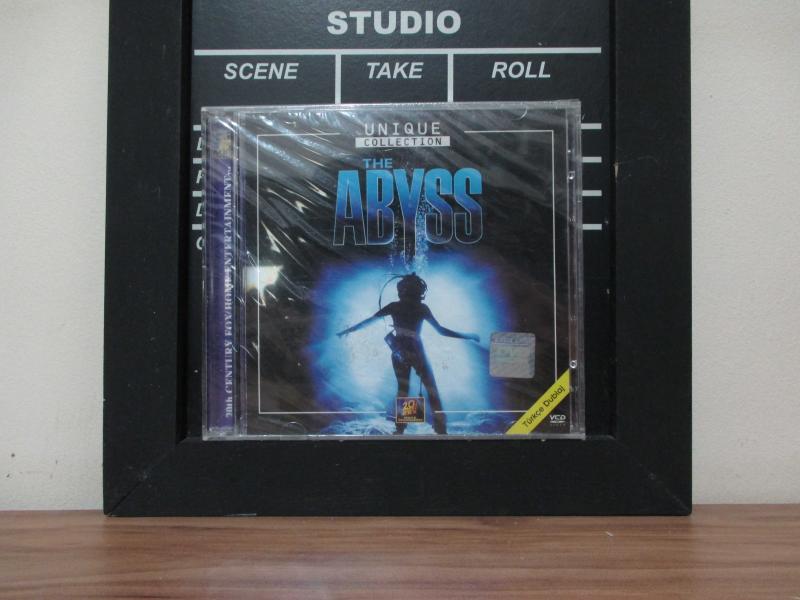 STUDIO
SCENE TAKE ROLL
UNIQUE
COLLECTION
THE
ABYSS
20th CENTURY FOX HOME ENTERTAINMENT
Türkçe Dublaj
VCD